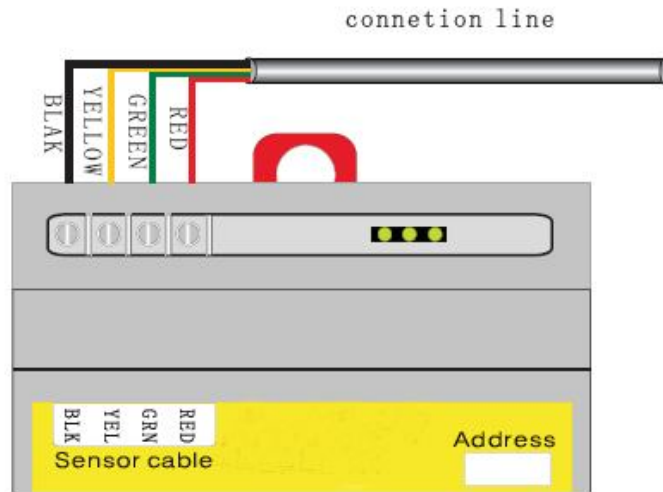 connetion line
BLAK
YELLOW
GREEN
RED
BLK
YEL
GRN
RED
Sensor cable
Address